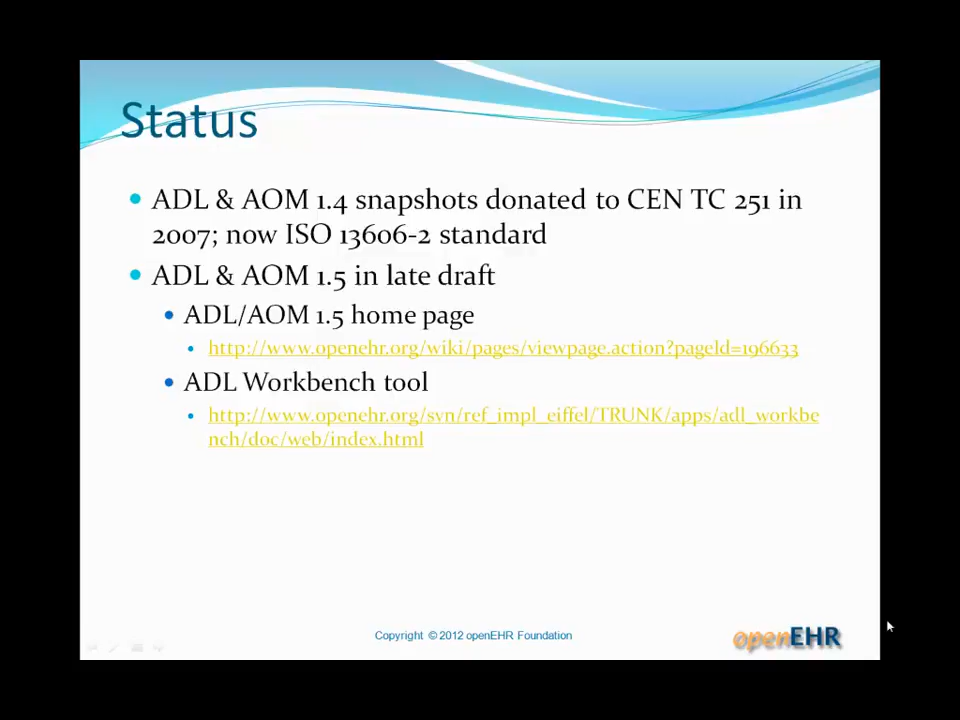 Status
ADL & AOM 1.4 snapshots donated to CEN TC 251 in
2007; now ISO 13606-2 standard
ADL & AOM 1.5 in late draft
ADL/AOM 1.5 home page
http://www.openehr.org/wiki/pages/viewpage.action?pageId=196633
ADL Workbench tool
http://www.openehr.org/svn/ref_impl_eiffel/TRUNK/apps/adl_workbe
nch/doc/web/index.html
Copyright © 2012 openEHR Foundation
openEHR